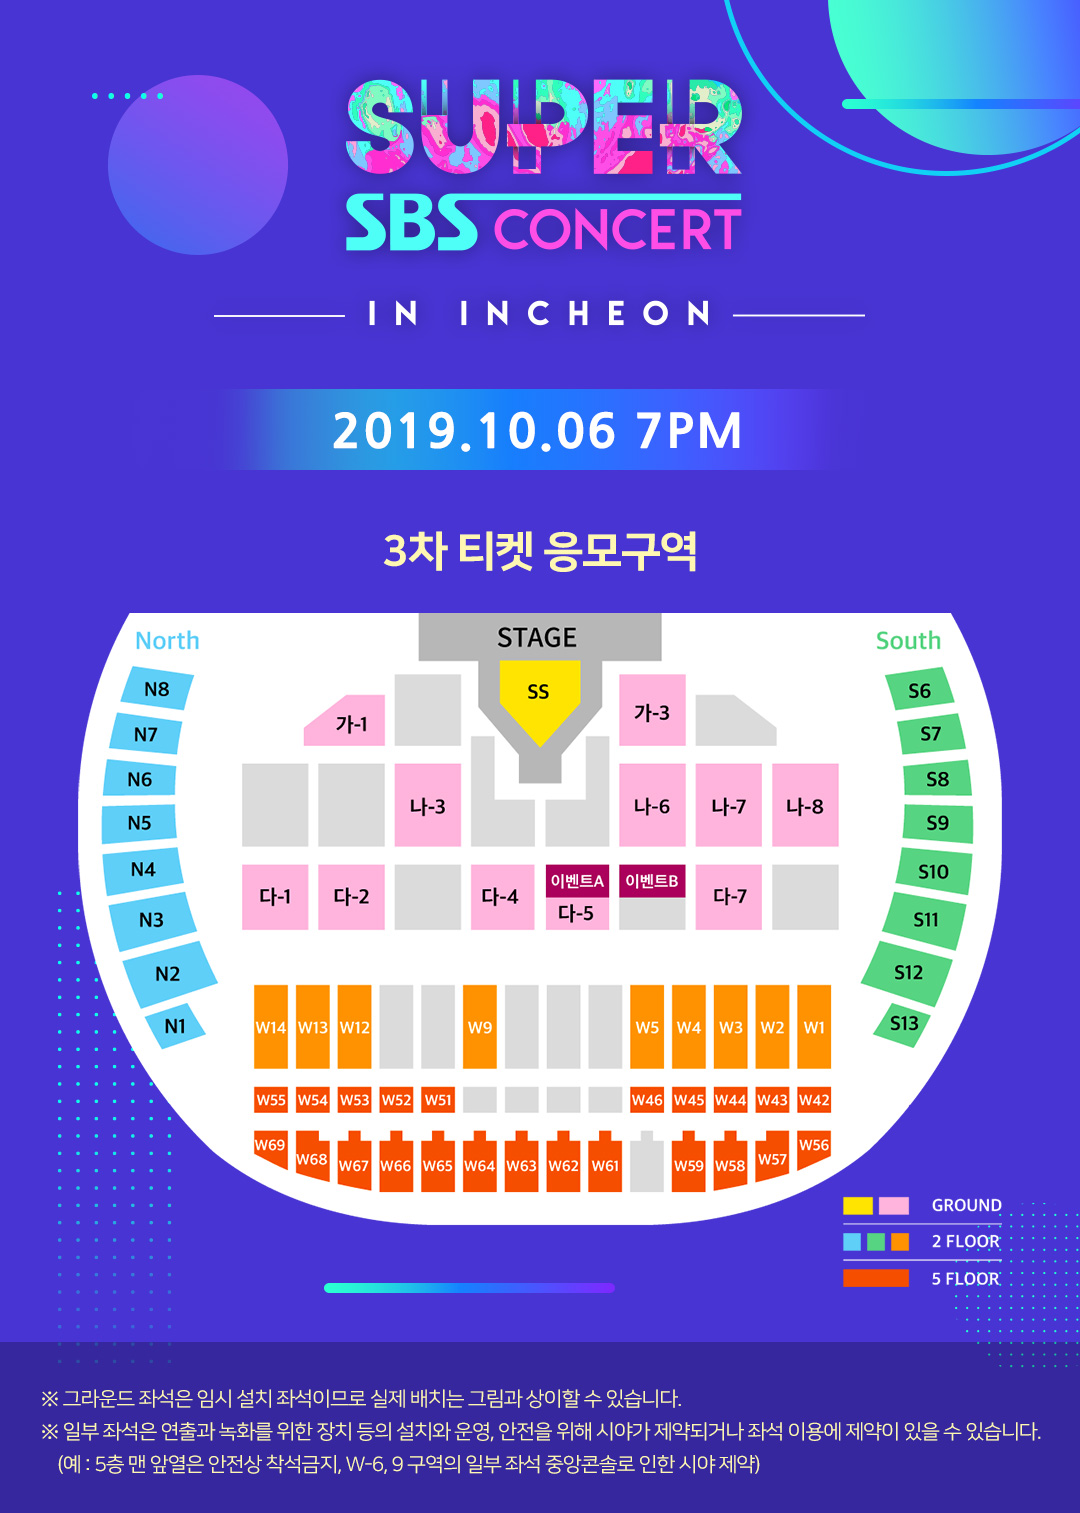 SUPER
SBS CONCERT
IN INCHEON
2019.10.06 7PM
3차 티켓 응모구역
North
STAGE
South
N8
SS
S6
가-1
가-3
N7
S7
N6
S8
나-3
나-6
나-7
나-8
N5
S9
N4
S10
다-1
다-2
다-4
이벤트A
다-5
이벤트B
다-7
N3
S11
N2
S12
N1
S13
W14 W13 W12 W9 W5 W4 W3 W2 W1
W55 W54 W53 W52 W51 W46 W45 W44 W43 W42
W69 W68 W67 W66 W65 W64 W63 W62 W61 W59 W58 W57 W56
GROUND
2 FLOOR
5 FLOOR
※ 그라운드 좌석은 임시 설치 좌석이므로 실제 배치는 그림과 상이할 수 있습니다.
※ 일부 좌석은 연출과 녹화를 위한 장치 등의 설치와 운영, 안전을 위해 시야가 제약되거나 좌석 이용에 제약이 있을 수 있습니다.
(예 : 5층 맨 앞열은 안전상 착석금지, W-6, 9 구역의 일부 좌석 중앙콘솔로 인한 시야 제약)